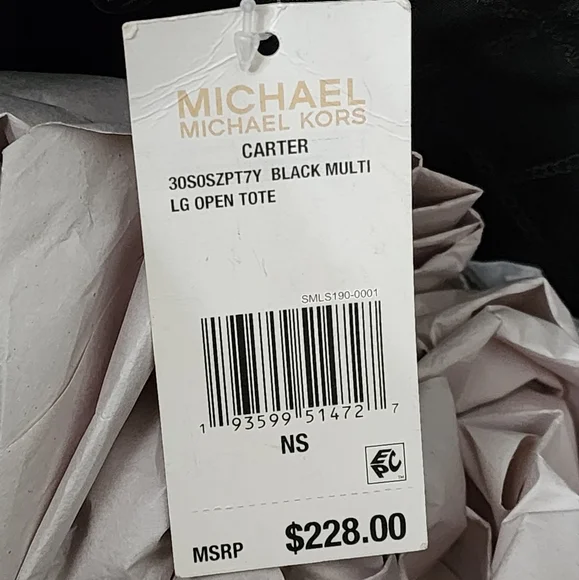 MICHAEL
MICHAEL KORS
CARTER
30S0SZPT7Y BLACK MULTI
LG OPEN TOTE
SMLS190-0001
1 93599 51472 7
NS
EPC
MSRP $228.00